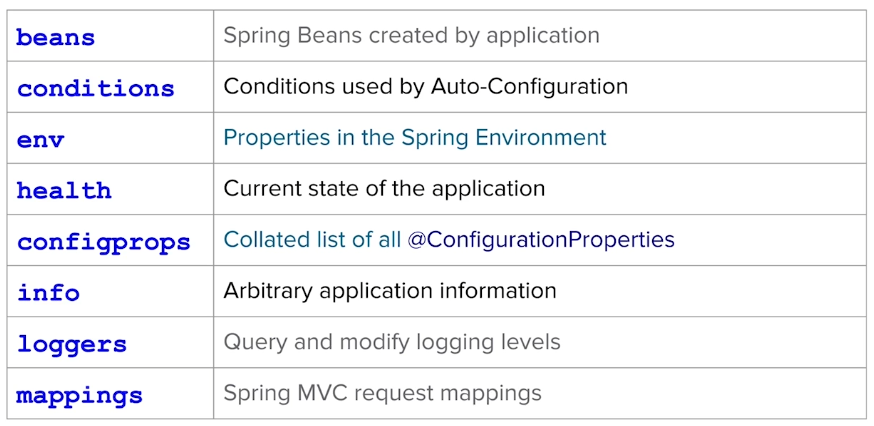 beans Spring Beans created by application
conditions Conditions used by Auto-Configuration
env Properties in the Spring Environment
health Current state of the application
configprops Collated list of all @ConfigurationProperties
info Arbitrary application information
loggers Query and modify logging levels
mappings Spring MVC request mappings